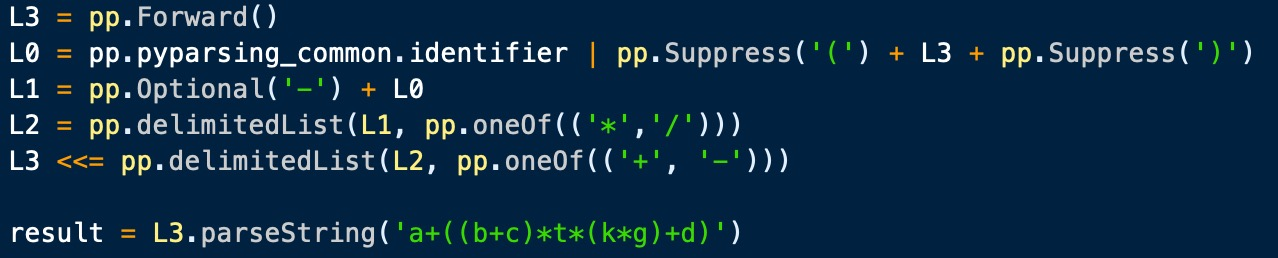 L3 = pp.Forward()
L0 = pp.pyparsing_common.identifier | pp.Suppress('(') + L3 + pp.Suppress(')')
L1 = pp.Optional('-') + L0
L2 = pp.delimitedList(L1, pp.oneOf(('*','/')))
L3 <<= pp.delimitedList(L2, pp.oneOf(('+', '-')))
result = L3.parseString('a+((b+c)*t*(k*g)+d)')